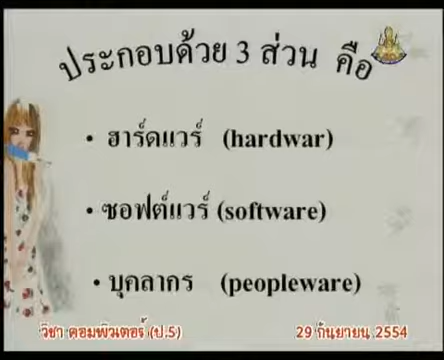 ประกอบด้วย 3 ส่วน คือ
• ฮาร์ดแวร์ (hardwar)
• ซอฟต์แวร์ (software)
• บุคลากร (peopleware)
วิชา คอมพิวเตอร์ (ป.5) 29 กันยายน 2554